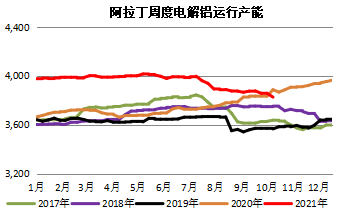 阿拉丁周度电解铝运行产能
4,400
4,000
3,600
3,200
1月 2月 3月 4月 5月 6月 7月 8月 9月 10月 11月 12月
2017年 2018年 2019年 2020年 2021年